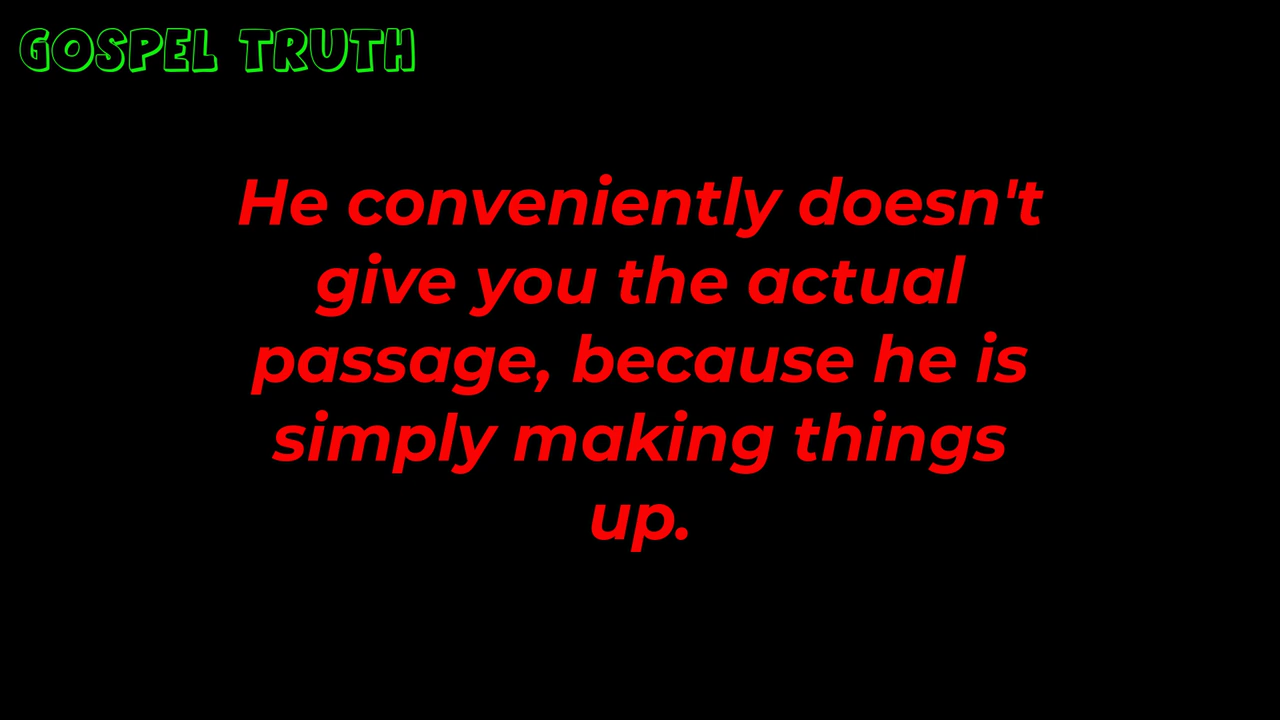 GOSPEL TRUTH
He conveniently doesn't
give you the actual
passage, because he is
simply making things
up.